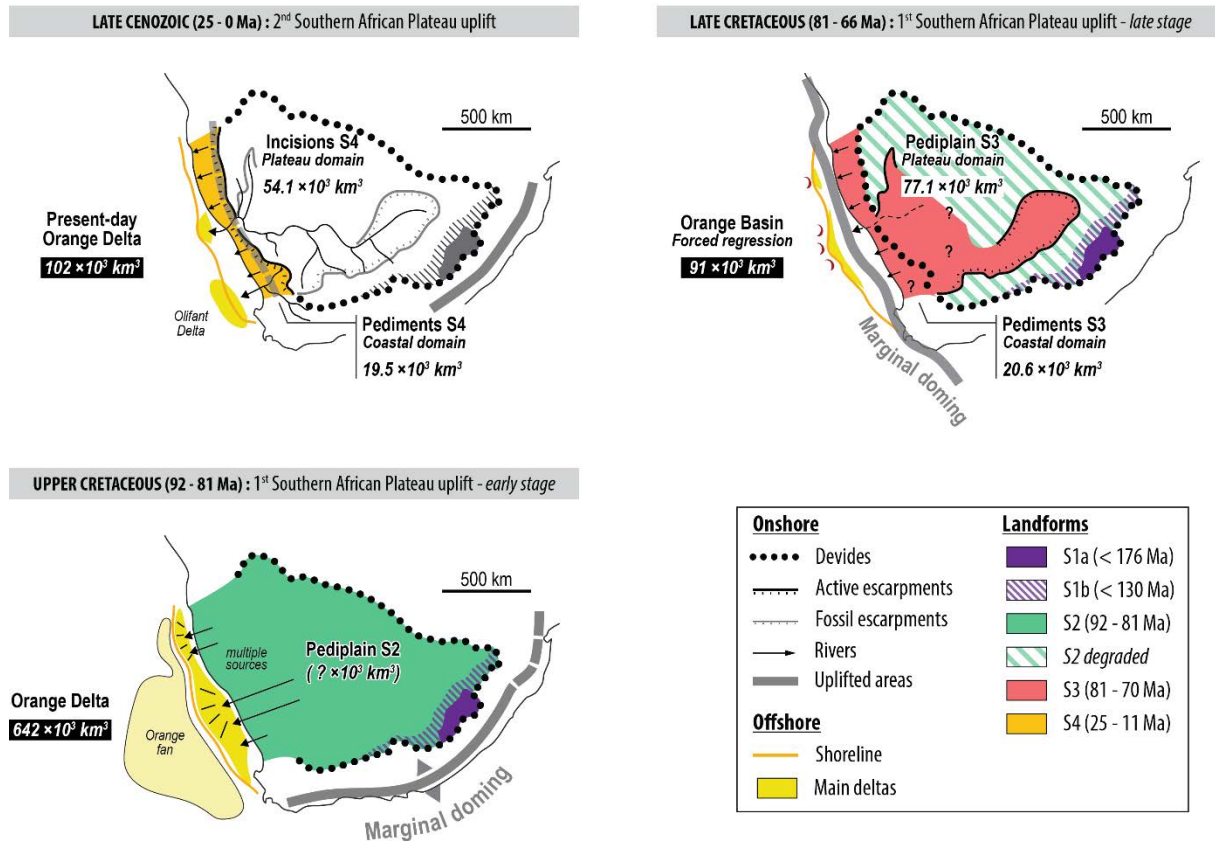 LATE CENOZOIC (25 - 0 Ma) : 2nd Southern African Plateau uplift
500 km
Incisions S4
Plateau domain
54.1 ×10³ km³
Present-day
Orange Delta
102 ×10³ km³
Olifant
Delta
Pediments S4
Coastal domain
19.5 ×10³ km³
LATE CRETACEOUS (81 - 66 Ma) : 1st Southern African Plateau uplift - late stage
500 km
Pediplain S3
Plateau domain
77.1 ×10³ km³
?
?
?
?
Orange Basin
Forced regression
91 ×10³ km³
Marginal doming
Pediments S3
Coastal domain
20.6 ×10³ km³
UPPER CRETACEOUS (92 - 81 Ma) : 1st Southern African Plateau uplift - early stage
500 km
multiple
sources
Pediplain S2
( ? ×10³ km³)
Orange Delta
642 ×10³ km³
Orange
fan
Marginal doming
Onshore
Devides
Active escarpments
Fossil escarpments
Rivers
Uplifted areas
Offshore
Shoreline
Main deltas
Landforms
S1a (< 176 Ma)
S1b (< 130 Ma)
S2 (92 - 81 Ma)
S2 degraded
S3 (81 - 70 Ma)
S4 (25 - 11 Ma)